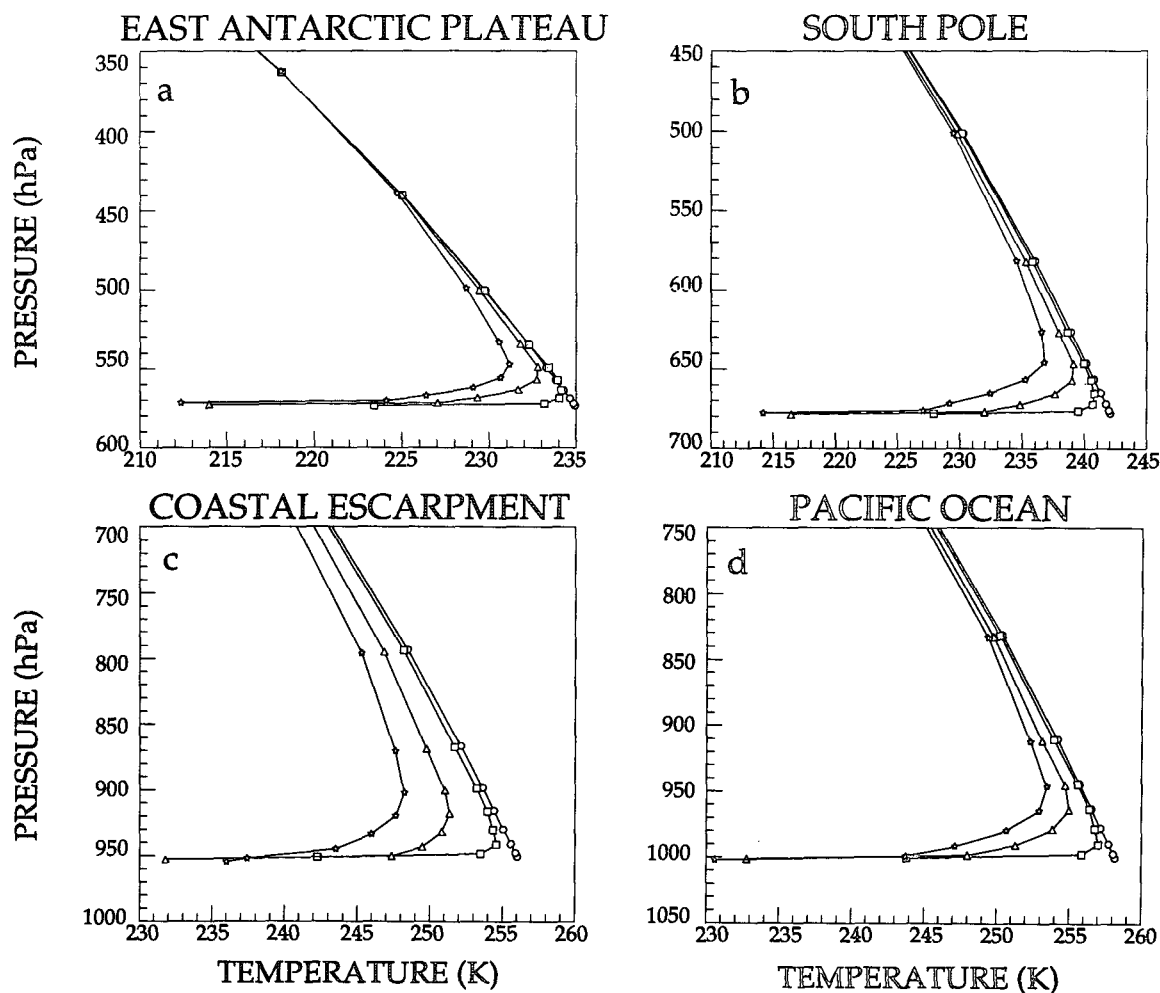 EAST ANTARCTIC PLATEAU
SOUTH POLE
PRESSURE (hPa)
a
350
400
450
500
550
600
210 215 220 225 230 235
b
450
500
550
600
650
700
210 215 220 225 230 235 240 245
COASTAL ESCARPMENT
PACIFIC OCEAN
PRESSURE (hPa)
c
700
750
800
850
900
950
1000
230 235 240 245 250 255 260
TEMPERATURE (K)
d
750
800
850
900
950
1000
1050
230 235 240 245 250 255 260
TEMPERATURE (K)